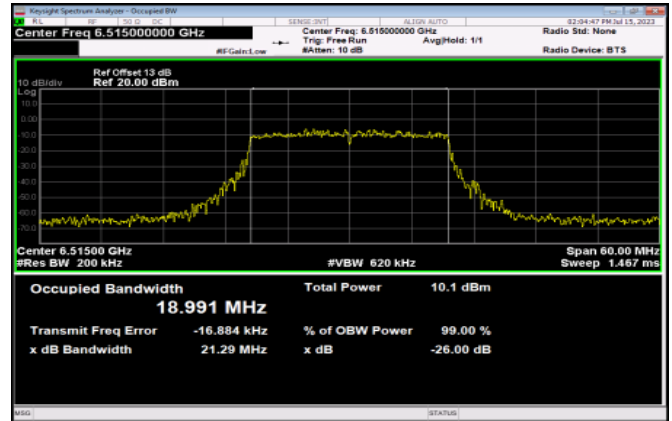 Keysight Spectrum Analyzer - Occupied BW
RL RF 50 Ω DC SENSE:INT ALIGN AUTO 02:04:47 PM Jul 15, 2023
Center Freq 6.515000000 GHz Center Freq: 6.515000000 GHz Radio Std: None
Trig: Free Run Avg|Hold: 1/1
#IFGain:Low #Atten: 10 dB Radio Device: BTS
Ref Offset 13 dB
10 dB/div Ref 20.00 dBm
Log
10.0
0.00
10.0
20.0
30.0
40.0
50.0
60.0
70.0
Center 6.51500 GHz Span 60.00 MHz
#Res BW 200 kHz #VBW 620 kHz Sweep 1.467 ms
Occupied Bandwidth Total Power 10.1 dBm
18.991 MHz
Transmit Freq Error -16.884 kHz % of OBW Power 99.00 %
x dB Bandwidth 21.29 MHz x dB -26.00 dB
MSG STATUS